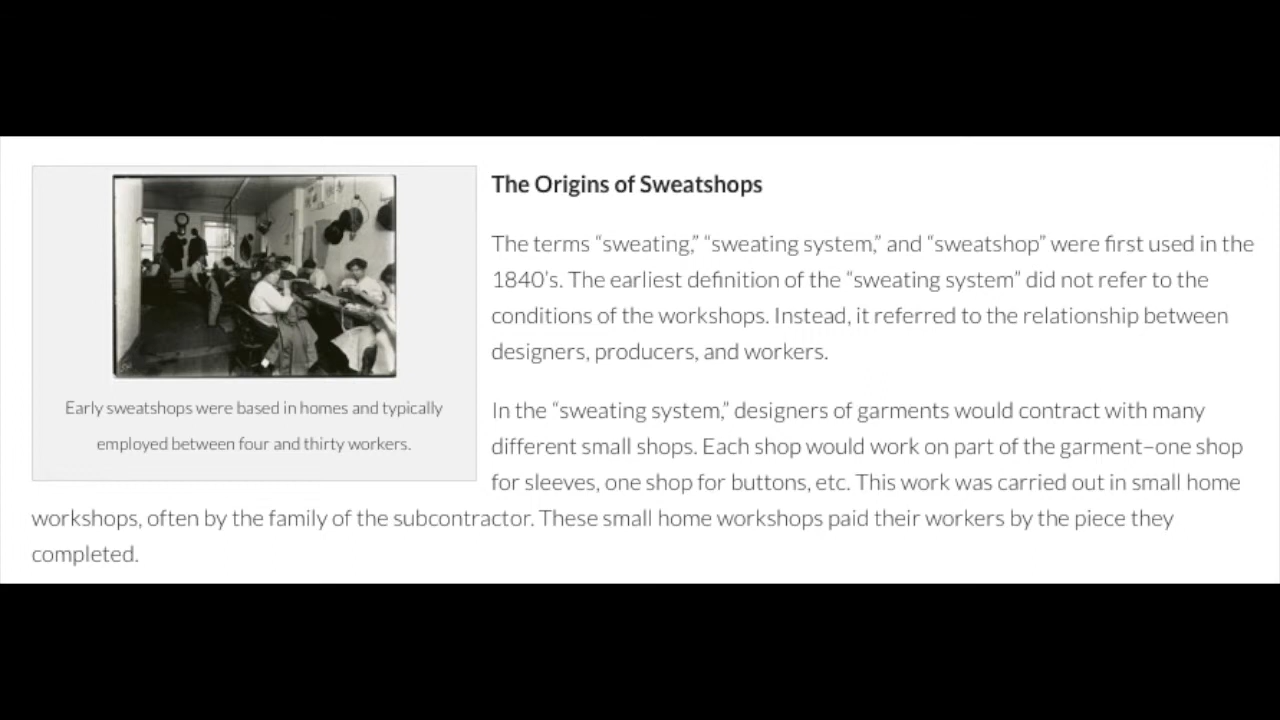 The Origins of Sweatshops
The terms “sweating,” “sweating system,” and “sweatshop” were first used in the
1840’s. The earliest definition of the “sweating system” did not refer to the
conditions of the workshops. Instead, it referred to the relationship between
designers, producers, and workers.
Early sweatshops were based in homes and typically
employed between four and thirty workers.
In the “sweating system,” designers of garments would contract with many
different small shops. Each shop would work on part of the garment–one shop
for sleeves, one shop for buttons, etc. This work was carried out in small home
workshops, often by the family of the subcontractor. These small home workshops paid their workers by the piece they
completed.